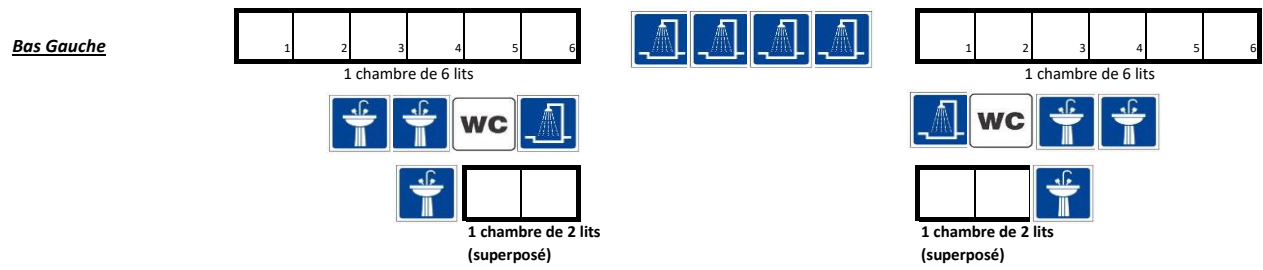 Bas Gauche
1 2 3 4 5 6
1 2 3 4 5 6
1 chambre de 6 lits
1 chambre de 6 lits
WC
WC
1 chambre de 2 lits
(superposé)
1 chambre de 2 lits
(superposé)